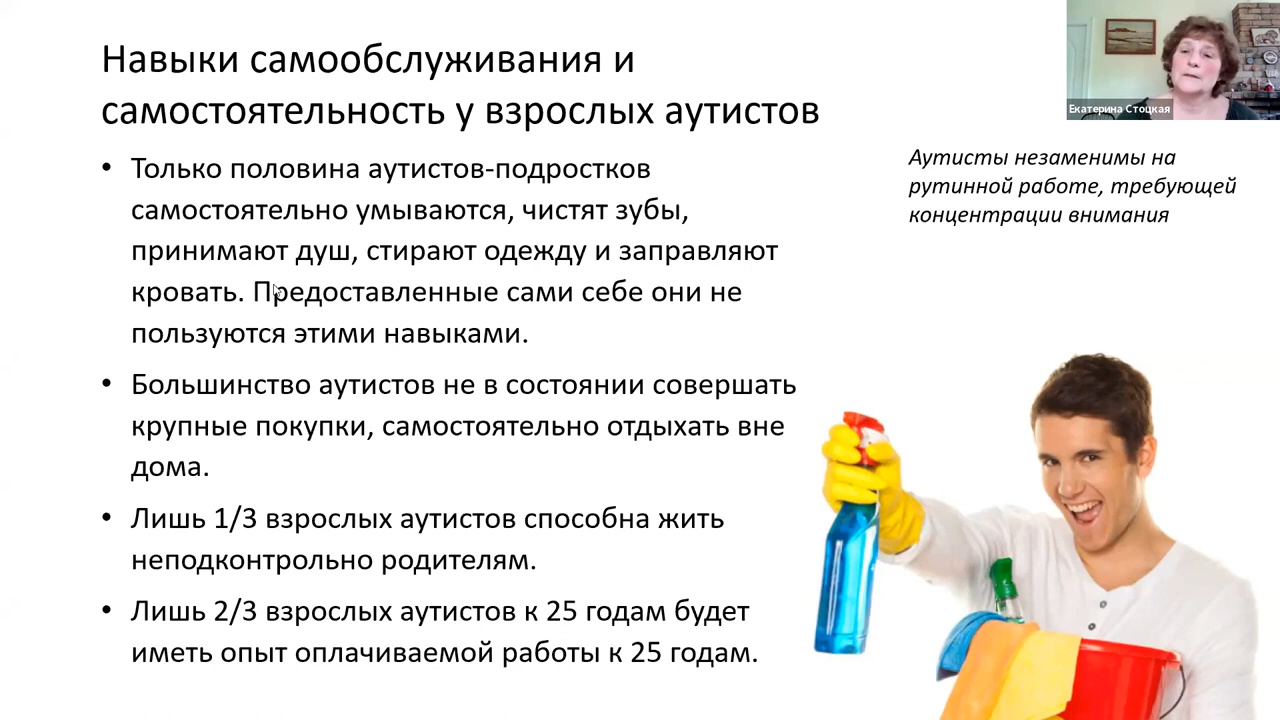 Навыки самообслуживания и
самостоятельность у взрослых аутистов
• Только половина аутистов-подростков
самостоятельно умываются, чистят зубы,
принимают душ, стирают одежду и заправляют
кровать. Предоставленные сами себе они не
пользуются этими навыками.
• Большинство аутистов не в состоянии совершать
крупные покупки, самостоятельно отдыхать вне
дома.
• Лишь 1/3 взрослых аутистов способна жить
неподконтрольно родителям.
• Лишь 2/3 взрослых аутистов к 25 годам будет
иметь опыт оплачиваемой работы к 25 годам.
Екатерина Стоцкая
Аутисты незаменимы на
рутинной работе, требующей
концентрации внимания